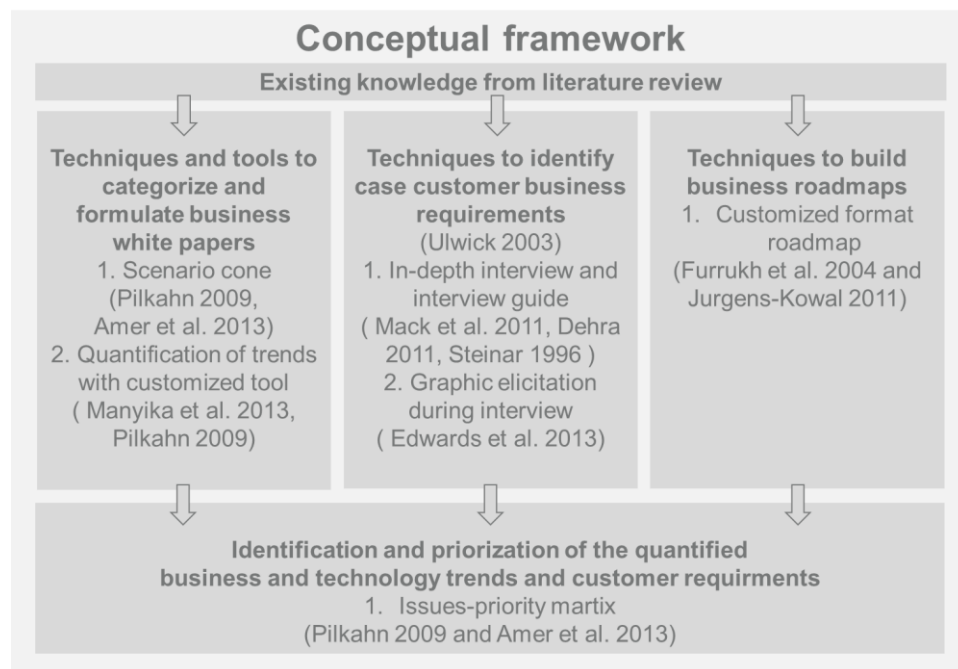 Conceptual framework
Existing knowledge from literature review
Techniques and tools to
categorize and
formulate business
white papers
1. Scenario cone
(Pilkahn 2009,
Amer et al. 2013)
2. Quantification of trends
with customized tool
( Manyika et al. 2013,
Pilkahn 2009)
Techniques to identify
case customer business
requirements
(Ulwick 2003)
1. In-depth interview and
interview guide
( Mack et al. 2011, Dehra
2011, Steinar 1996 )
2. Graphic elicitation
during interview
( Edwards et al. 2013)
Techniques to build
business roadmaps
1. Customized format
roadmap
(Furrukh et al. 2004 and
Jurgens-Kowal 2011)
Identification and priorization of the quantified
business and technology trends and customer requirments
1. Issues-priority martix
(Pilkahn 2009 and Amer et al. 2013)